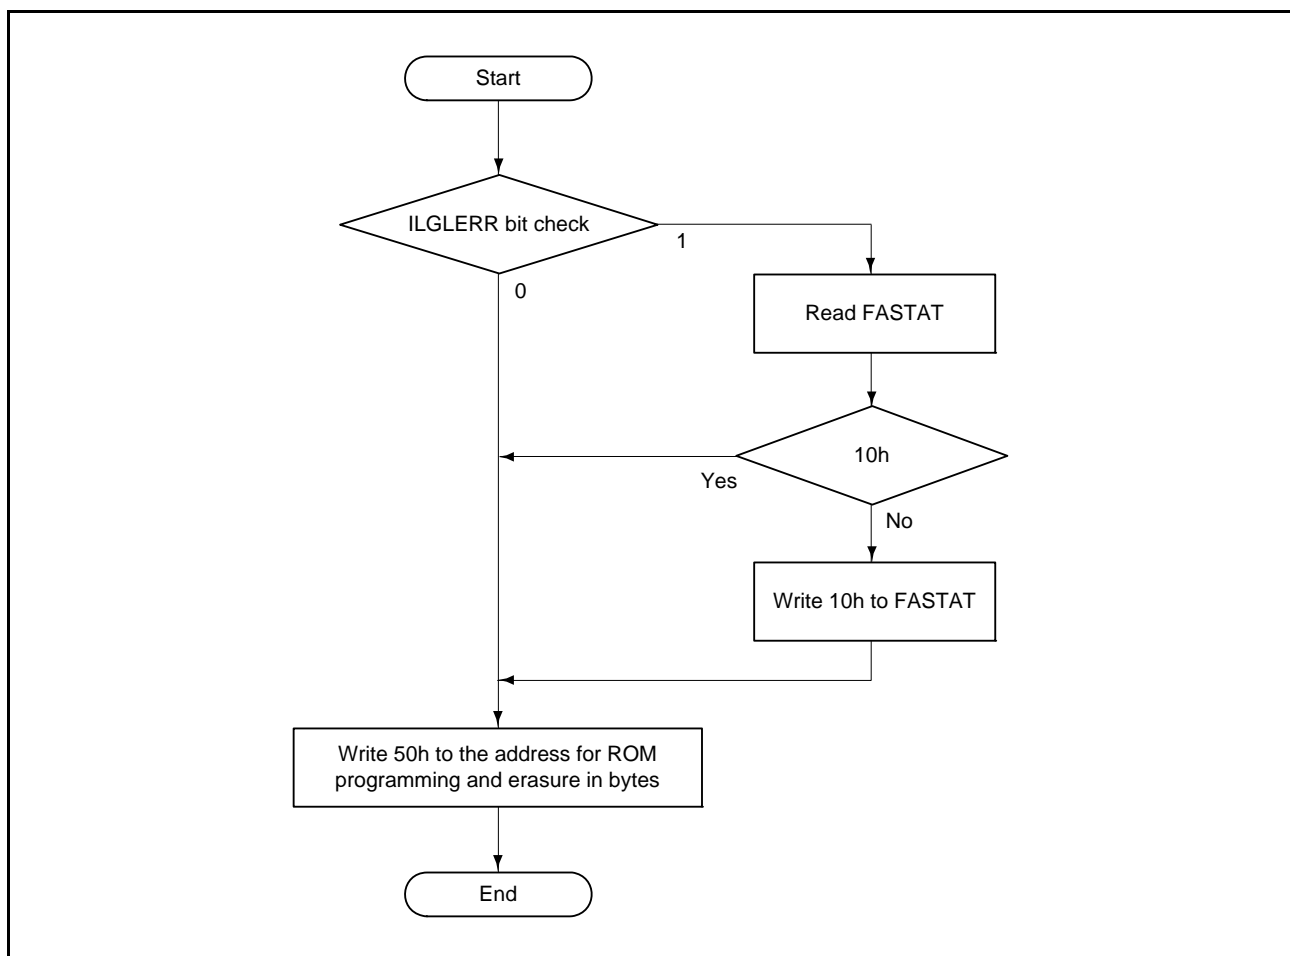 Start
ILGLERR bit check
1
0
Read FASTAT
10h
Yes
No
Write 10h to FASTAT
Write 50h to the address for ROM
programming and erasure in bytes
End